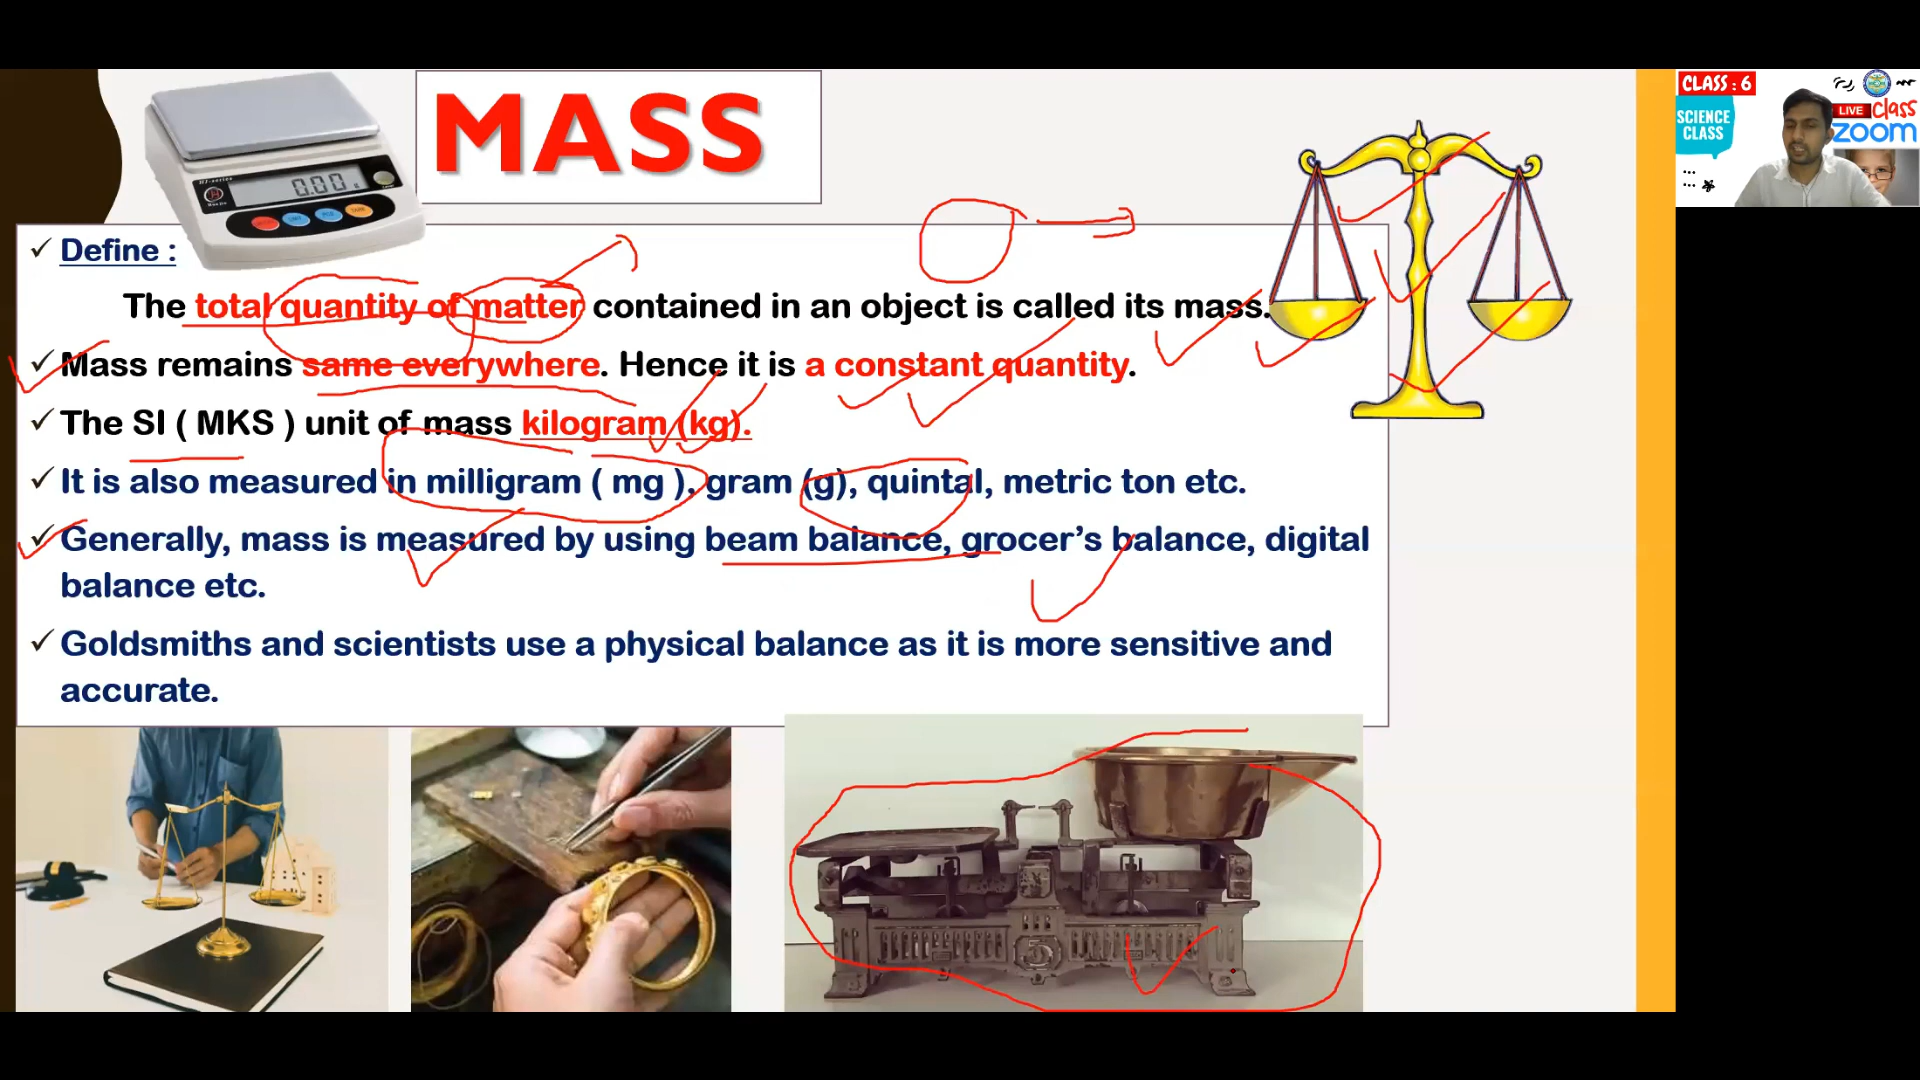 MASS
CLASS : 6
SCIENCE
CLASS
LIVE class
zoom
0.00
✓ Define :
The total quantity of matter contained in an object is called its mass.
✓ Mass remains same everywhere. Hence it is a constant quantity.
✓ The SI ( MKS ) unit of mass kilogram (kg).
✓ It is also measured in milligram ( mg ), gram (g), quintal, metric ton etc.
✓ Generally, mass is measured by using beam balance, grocer’s balance, digital
balance etc.
✓ Goldsmiths and scientists use a physical balance as it is more sensitive and
accurate.
5